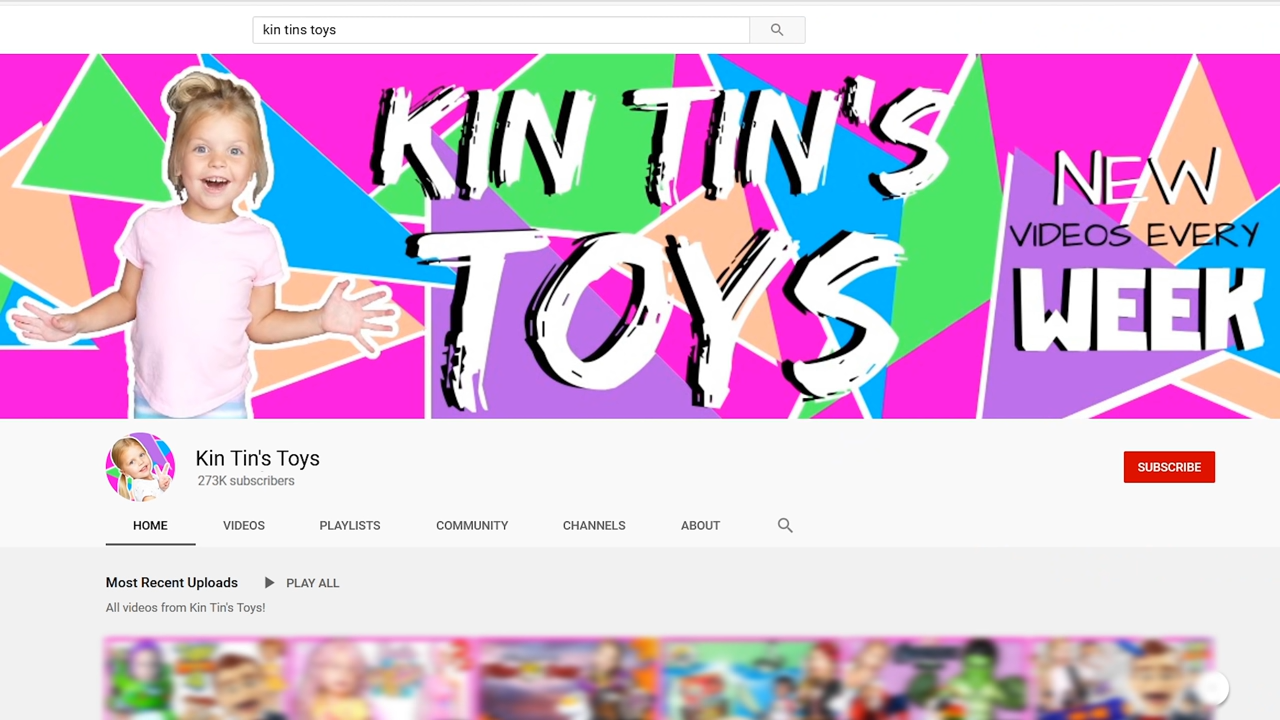 kin tins toys
KIN TIN'S
TOYS
NEW
VIDEOS EVERY
WEEK
Kin Tin's Toys
273K subscribers
SUBSCRIBE
HOME VIDEOS PLAYLISTS COMMUNITY CHANNELS ABOUT
Most Recent Uploads PLAY ALL
All videos from Kin Tin's Toys!